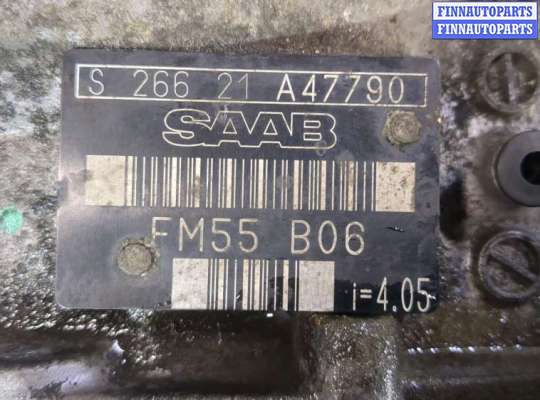 FINNAUTOPARTS
FINNAUTOPARTS
S 266 21 A47790
SAAB
FM55 B06
i=4.05